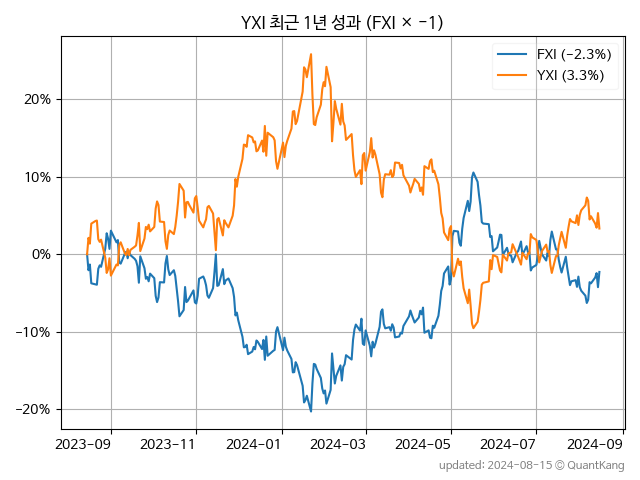 YXI 최근 1년 성과 (FXI × -1)
FXI (-2.3%)
YXI (3.3%)
20%
10%
0%
-10%
-20%
2023-09 2023-11 2024-01 2024-03 2024-05 2024-07 2024-09
updated: 2024-08-15 © QuantKang